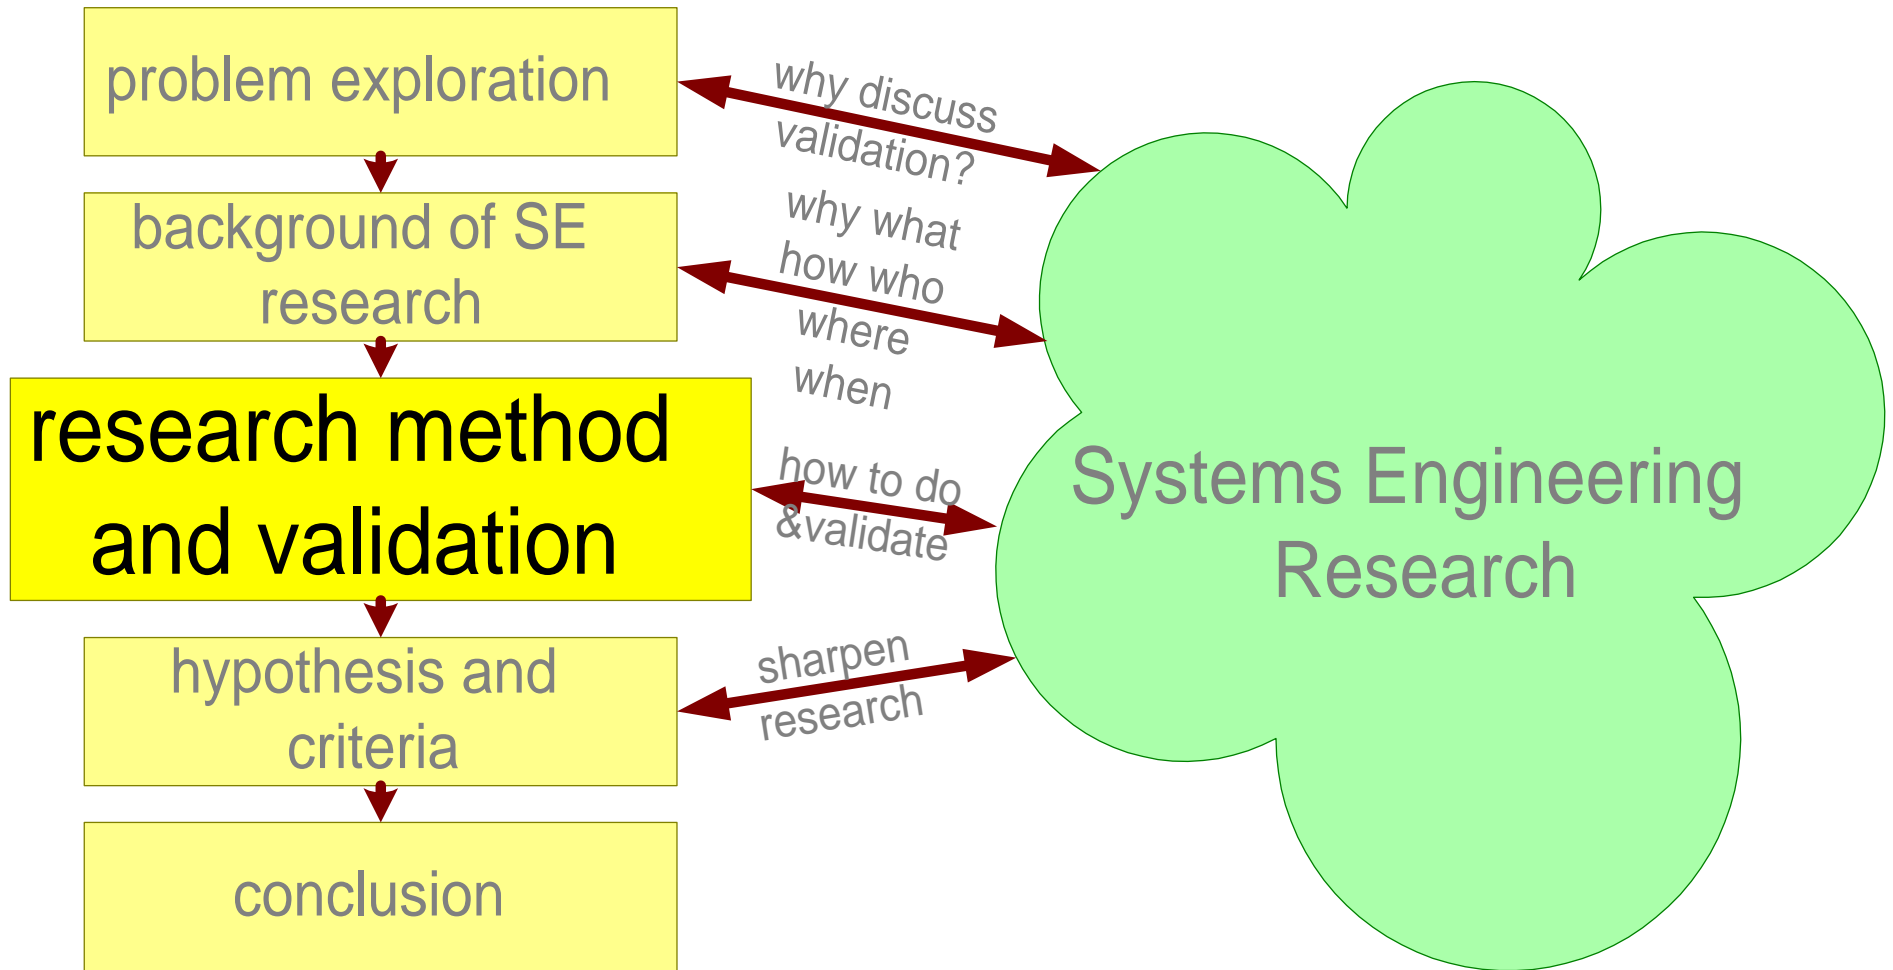 problem exploration
background of SE
research
research method
and validation
hypothesis and
criteria
conclusion
why discuss
validation?
why what
how who
where
when
how to do
&validate
sharpen
research
Systems Engineering
Research